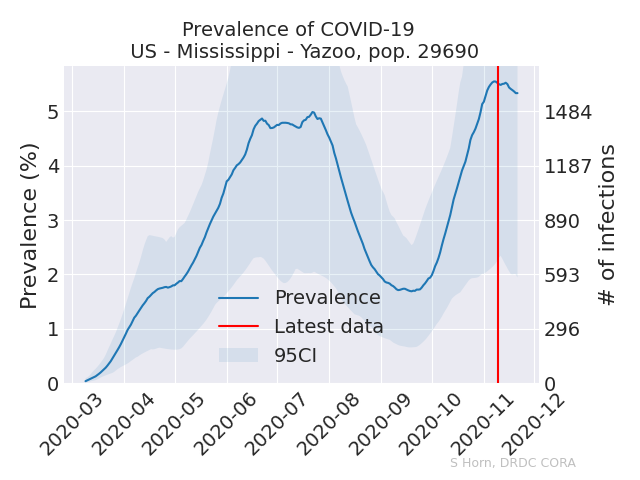 Prevalence of COVID-19
US - Mississippi - Yazoo, pop. 29690
Prevalence (%)
5
4
3
2
1
0
1484
1187
890
593
296
0
# of infections
Prevalence
Latest data
95CI
2020-03
2020-04
2020-05
2020-06
2020-07
2020-08
2020-09
2020-10
2020-11
2020-12
S Horn, DRDC CORA